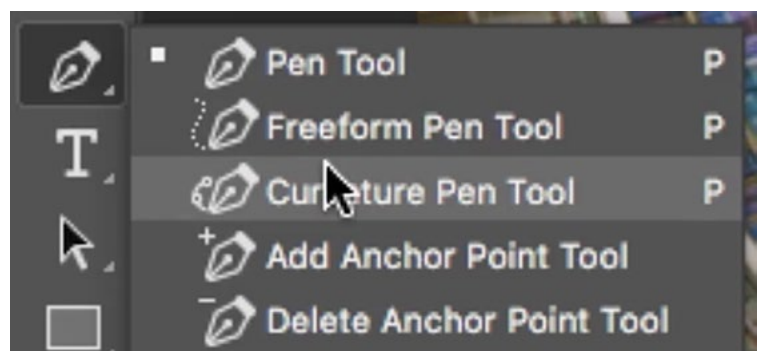 Pen Tool P
T
Freeform Pen Tool P
Curvature Pen Tool P
Add Anchor Point Tool
Delete Anchor Point Tool